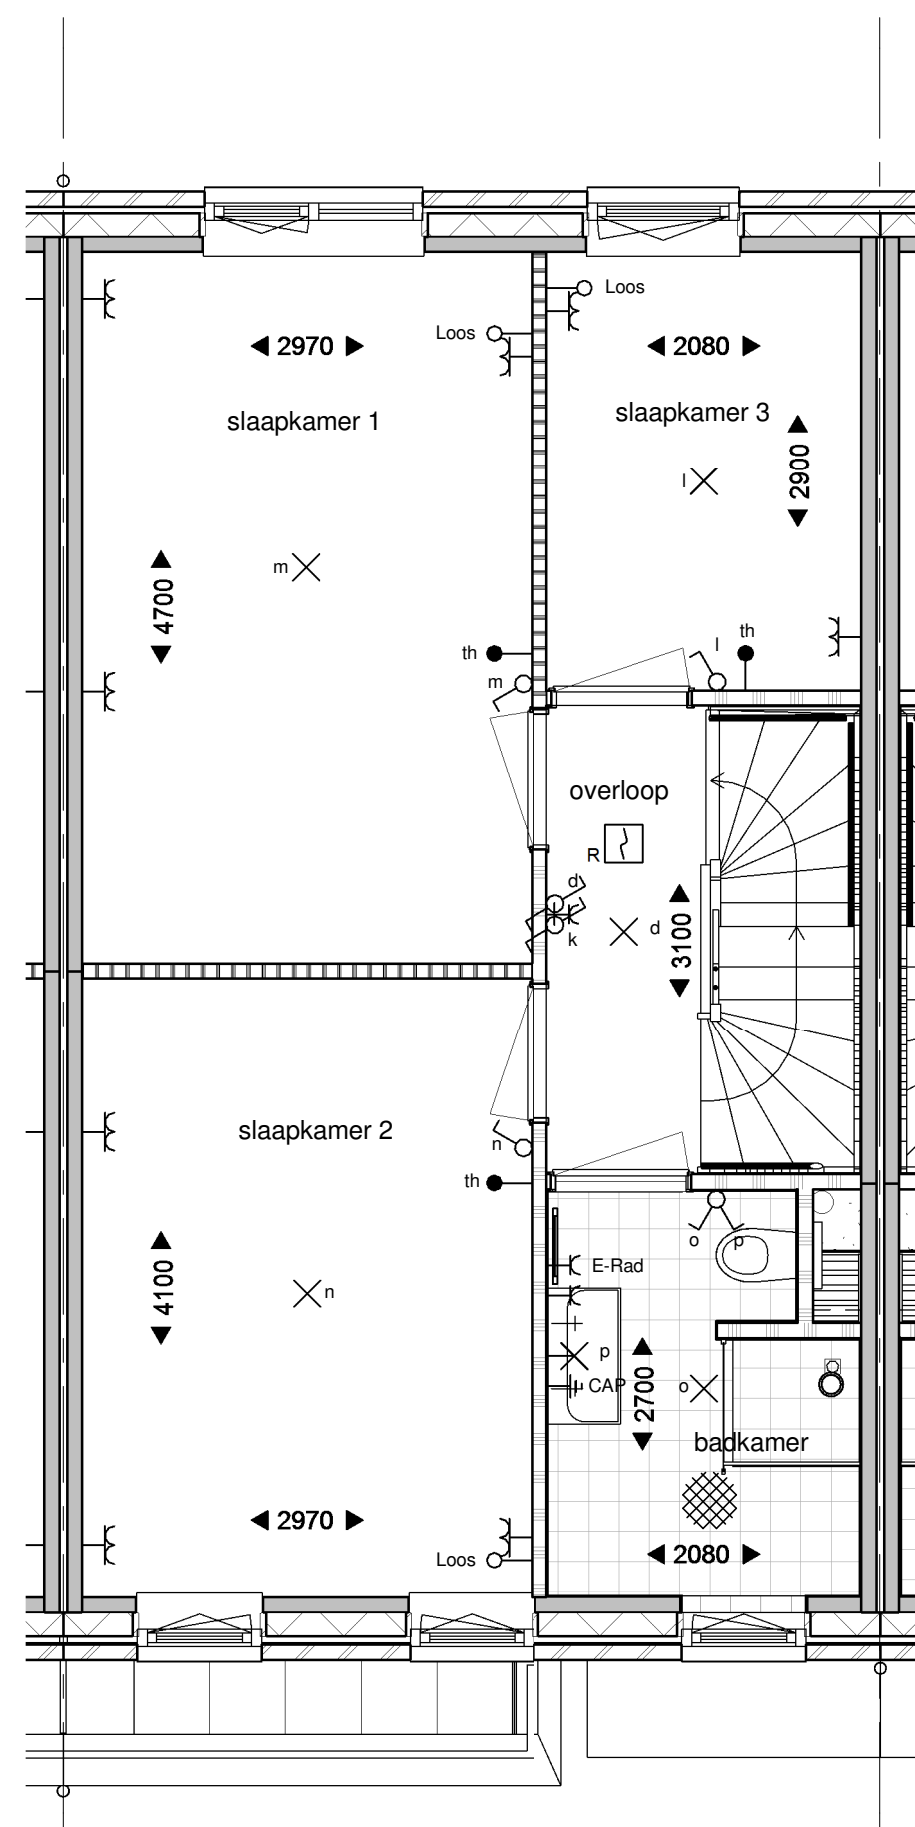 Loos
Loos
2970
2080
slaapkamer 1
slaapkamer 3
2900
l
m
4700
th
l
th
m
overloop
R
d
k
d
3100
slaapkamer 2
n
th
o
p
E-Rad
4100
n
p
CAP
o
2700
badkamer
2970
2080
Loos